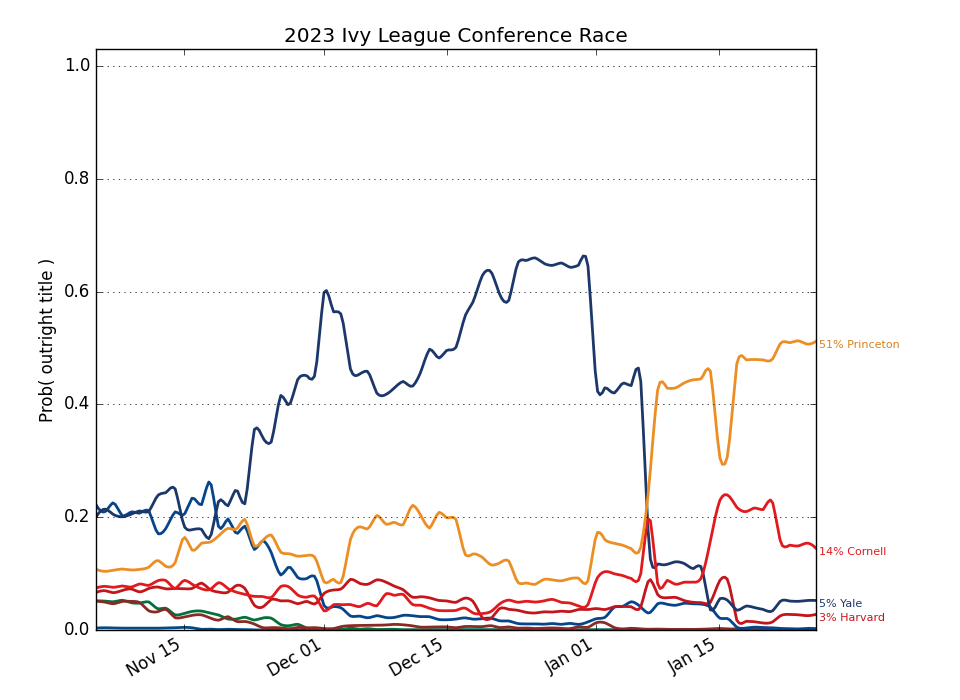 2023 Ivy League Conference Race
Prob( outright title )
1.0
0.8
0.6
0.4
0.2
0.0
51% Princeton
14% Cornell
5% Yale
3% Harvard
Nov 15
Dec 01
Dec 15
Jan 01
Jan 15